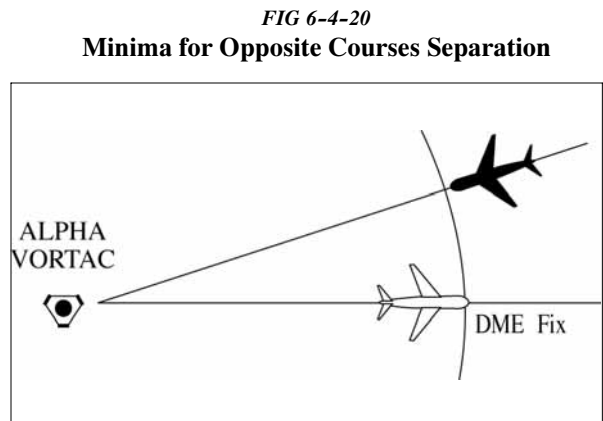 FIG 6-4-20
Minima for Opposite Courses Separation
ALPHA
VORTAC
DME Fix